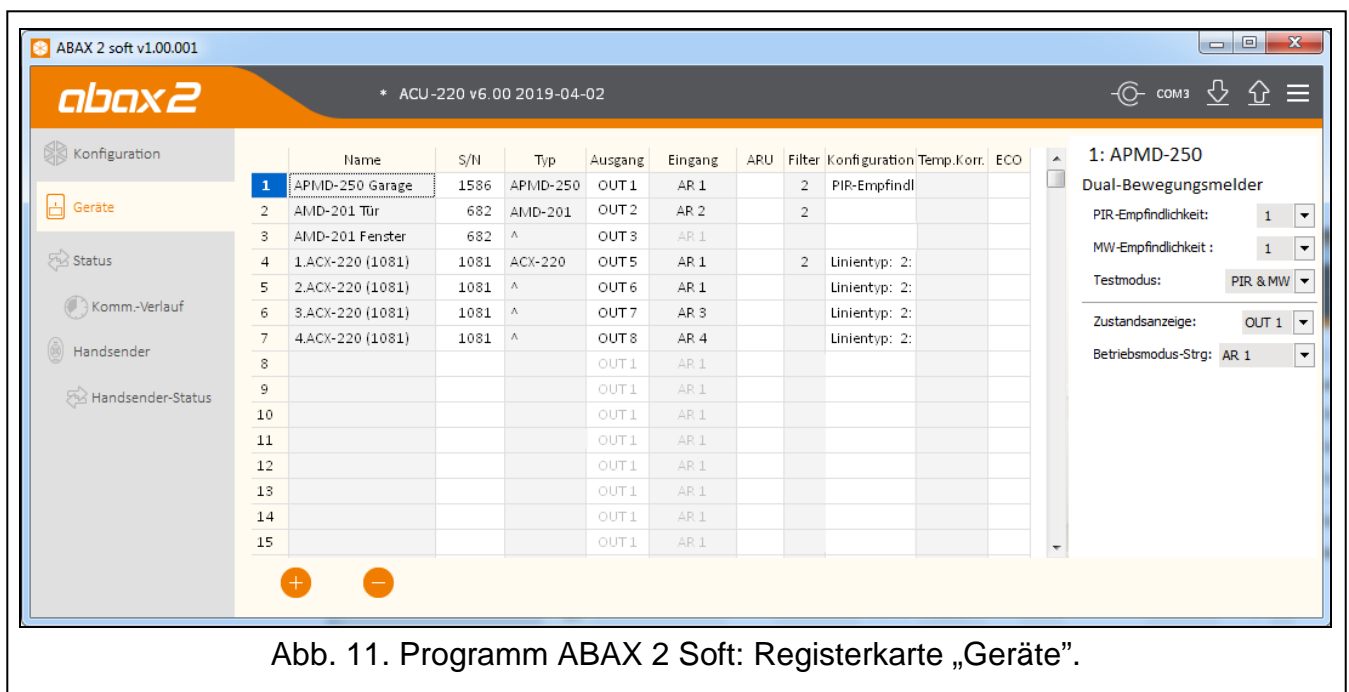 ABAX 2 soft v1.00.001
abax2
* ACU-220 v6.00 2019-04-02
COM3
Konfiguration
Geräte
Status
Komm.-Verlauf
Handsender
Handsender-Status
Name S/N Typ Ausgang Eingang ARU Filter Konfiguration Temp.Korr. ECO
1 APMD-250 Garage 1586 APMD-250 OUT 1 AR 1 2 PIR-Empfindl
2 AMD-201 Tür 682 AMD-201 OUT 2 AR 2 2
3 AMD-201 Fenster 682 ^ OUT 3 AR 1
4 1.ACX-220 (1081) 1081 ACX-220 OUT 5 AR 1 2 Linientyp: 2:
5 2.ACX-220 (1081) 1081 ^ OUT 6 AR 1 Linientyp: 2:
6 3.ACX-220 (1081) 1081 ^ OUT 7 AR 3 Linientyp: 2:
7 4.ACX-220 (1081) 1081 ^ OUT 8 AR 4 Linientyp: 2:
8 OUT 1 AR 1
9 OUT 1 AR 1
10 OUT 1 AR 1
11 OUT 1 AR 1
12 OUT 1 AR 1
13 OUT 1 AR 1
14 OUT 1 AR 1
15 OUT 1 AR 1
1: APMD-250
Dual-Bewegungsmelder
PIR-Empfindlichkeit: 1
MW-Empfindlichkeit : 1
Testmodus: PIR & MW
Zustandsanzeige: OUT 1
Betriebsmodus-Strg: AR 1
Abb. 11. Programm ABAX 2 Soft: Registerkarte „Geräte”.